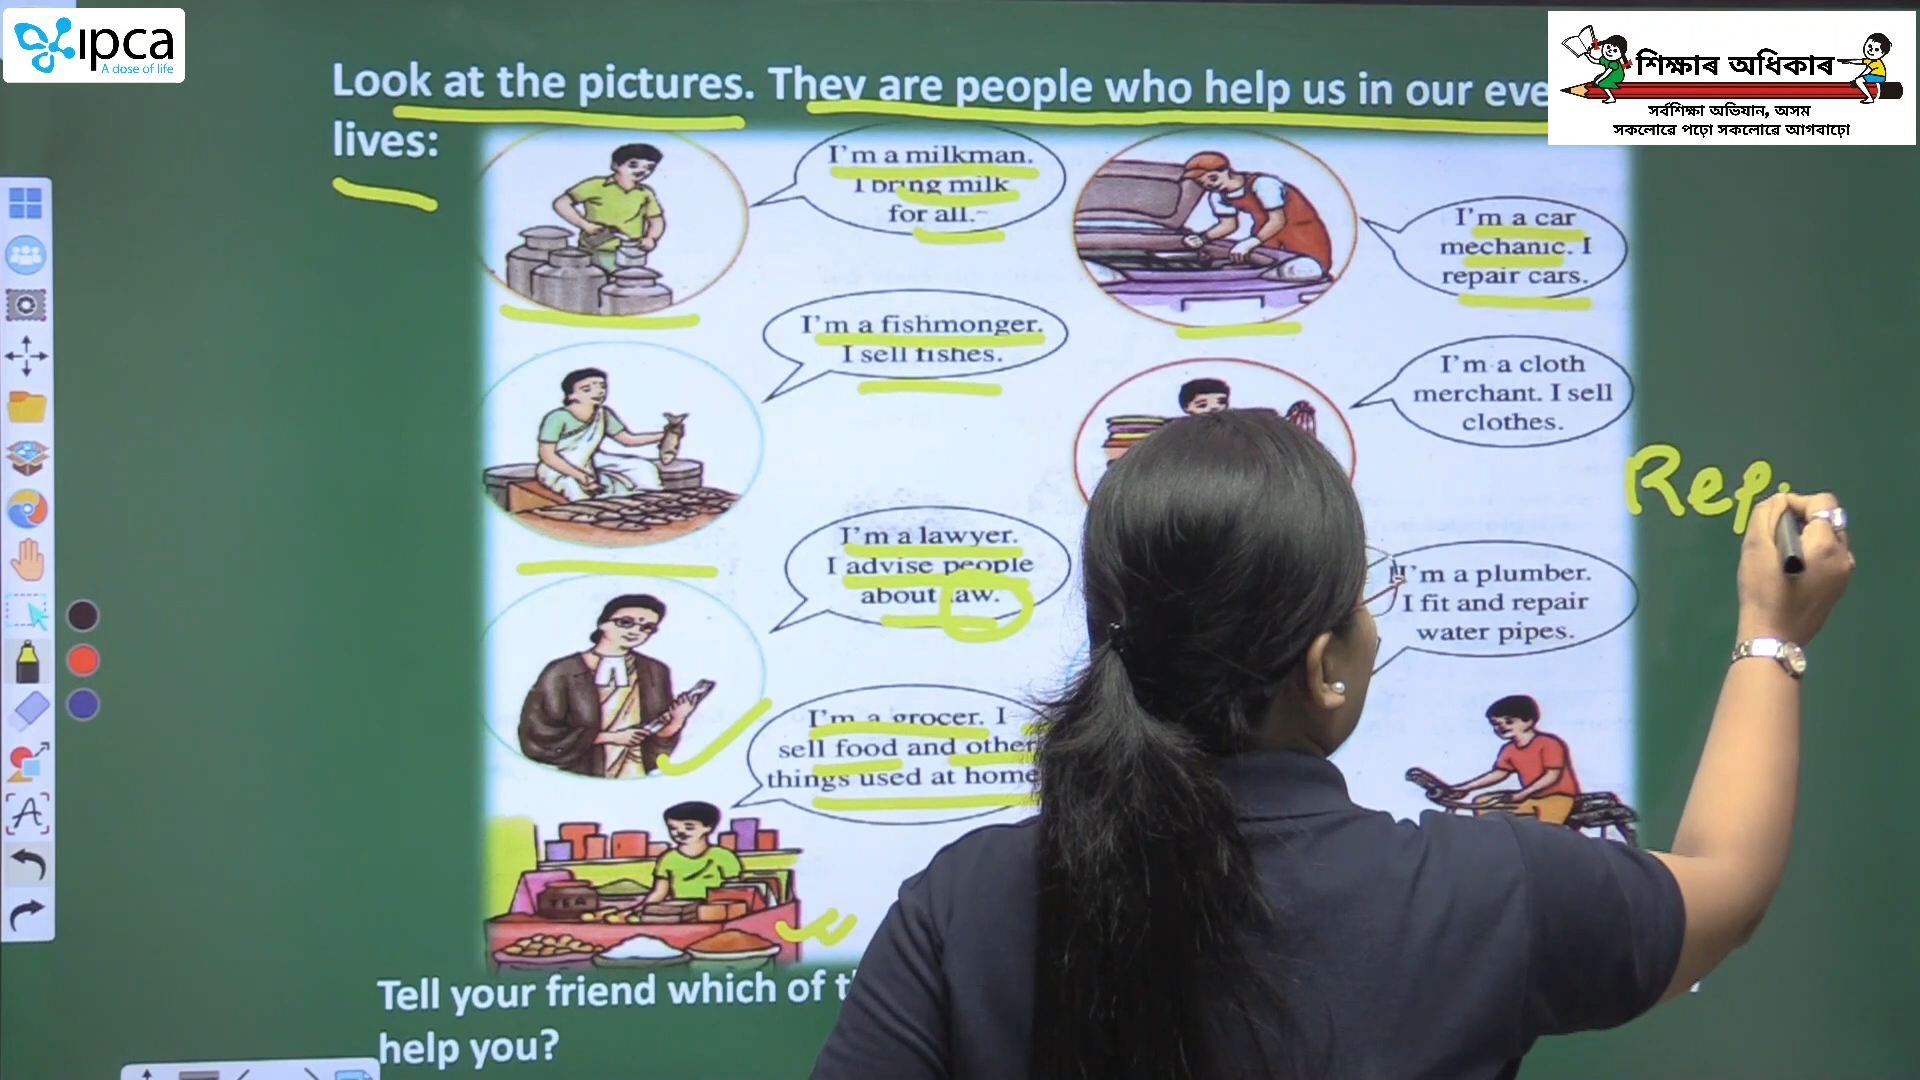 ıpca
A dose of life
শিক্ষাৰ অধিকাৰ
সৰ্বশিক্ষা অভিযান, অসম
সকলোৱে পঢ়ো সকলোৱে আগবাঢ়ো
Look at the pictures. They are people who help us in our eve
lives:
I'm a milkman.
I bring milk
for all.
I'm a car
mechanic. I
repair cars.
I'm a fishmonger.
I sell fishes.
I'm a cloth
merchant. I sell
clothes.
Rep
I'm a lawyer.
I advise people
about law.
I'm a plumber.
I fit and repair
water pipes.
I'm a grocer. I
sell food and other
things used at home
TEA
Tell your friend which of
help you?